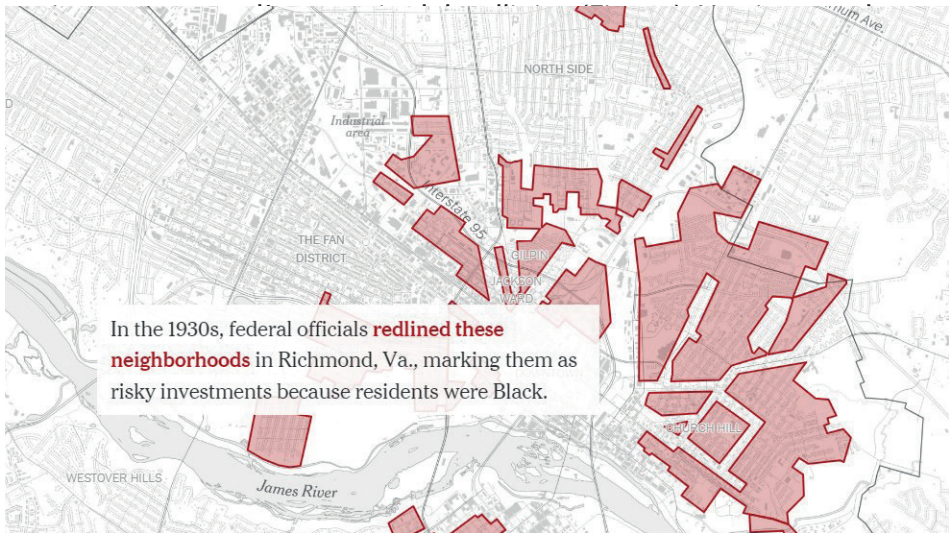 NORTH SIDE
Industrial
area
Interstate 95
THE FAN
DISTRICT
GILPIN
JACKSON
WARD
In the 1930s, federal officials redlined these
neighborhoods in Richmond, Va., marking them as
risky investments because residents were Black.
CHURCH HILL
WESTOVER HILLS
James River